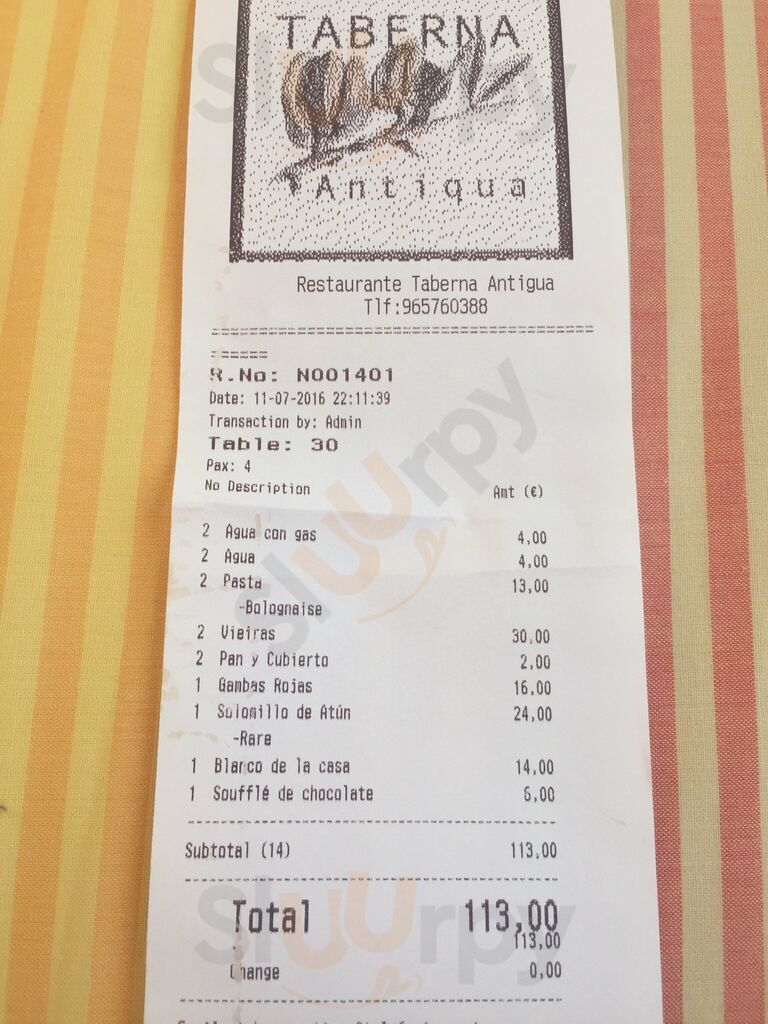 TABERNA
Antiqua
Restaurante Taberna Antigua
Tlf:965760388
R.No: N001401
Date: 11-07-2016 22:11:39
Transaction by: Admin
Table: 30
Pax: 4
No Description Amt (€)
2 Agua con gas 4,00
2 Agua 4,00
2 Pasta 13,00
-Bolognaise
2 Vieiras 30,00
2 Pan y Cubierto 2,00
1 Gambas Rojas 16,00
1 Solomillo de Atún 24,00
-Rare
1 Blanco de la casa 14,00
1 Soufflé de chocolate 6,00
Subtotal (14) 113,00
Total 113,00
113,00
Change 0,00
sluurpy
sluurpy
sluurpy